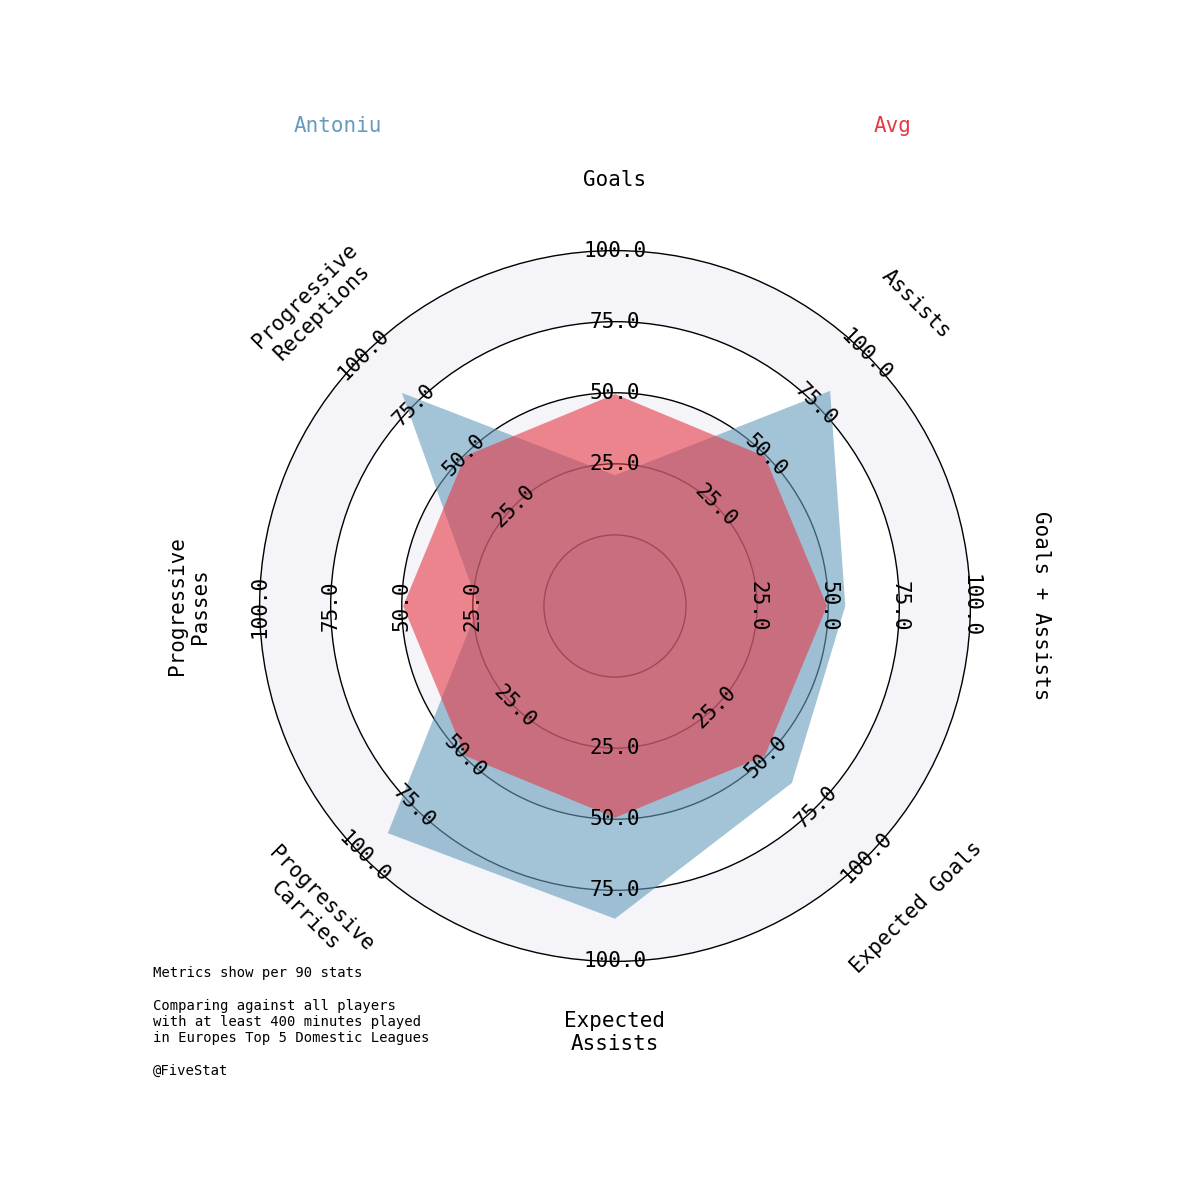 Antoniu
Avg
Goals
Assists
Goals + Assists
Expected Goals
Expected
Assists
Progressive
Carries
Progressive
Passes
Progressive
Receptions
25.0
50.0
75.0
100.0
25.0
50.0
75.0
100.0
25.0
50.0
75.0
100.0
25.0
50.0
75.0
100.0
25.0
50.0
75.0
100.0
25.0
50.0
75.0
100.0
25.0
50.0
75.0
100.0
25.0
50.0
75.0
100.0
Metrics show per 90 stats
Comparing against all players
with at least 400 minutes played
in Europes Top 5 Domestic Leagues
@FiveStat